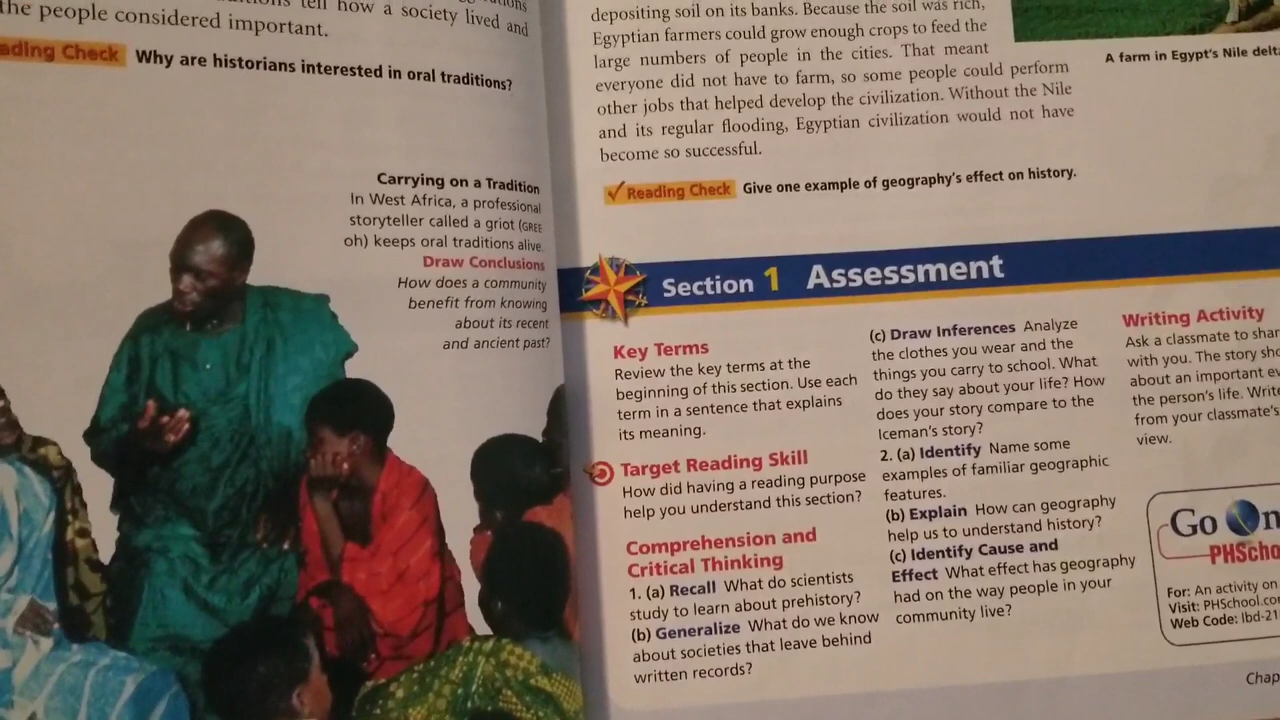 tell how a society lived and
the people considered important.
Reading Check Why are historians interested in oral traditions?
Carrying on a Tradition
In West Africa, a professional
storyteller called a griot (GREE
oh) keeps oral traditions alive.
Draw Conclusions
How does a community
benefit from knowing
about its recent
and ancient past?
depositing soil on its banks. Because the soil was rich,
Egyptian farmers could grow enough crops to feed the
large numbers of people in the cities. That meant
everyone did not have to farm, so some people could perform
other jobs that helped develop the civilization. Without the Nile
and its regular flooding, Egyptian civilization would not have
become so successful.
A farm in Egypt's Nile delt
Reading Check Give one example of geography's effect on history.
Section 1 Assessment
Key Terms
Review the key terms at the
beginning of this section. Use each
term in a sentence that explains
its meaning.
Target Reading Skill
How did having a reading purpose
help you understand this section?
Comprehension and
Critical Thinking
1. (a) Recall What do scientists
study to learn about prehistory?
(b) Generalize What do we know
about societies that leave behind
written records?
(c) Draw Inferences Analyze
the clothes you wear and the
things you carry to school. What
do they say about your life? How
does your story compare to the
Iceman's story?
2. (a) Identify Name some
examples of familiar geographic
features.
(b) Explain How can geography
help us to understand history?
(c) Identify Cause and
Effect What effect has geography
had on the way people in your
community live?
Writing Activity
Ask a classmate to shar
with you. The story sho
about an important ev
the person's life. Write
from your classmate's
view.
Go On
PHScho
For: An activity on
Visit: PHSchool.co
Web Code: lbd-21
Chap